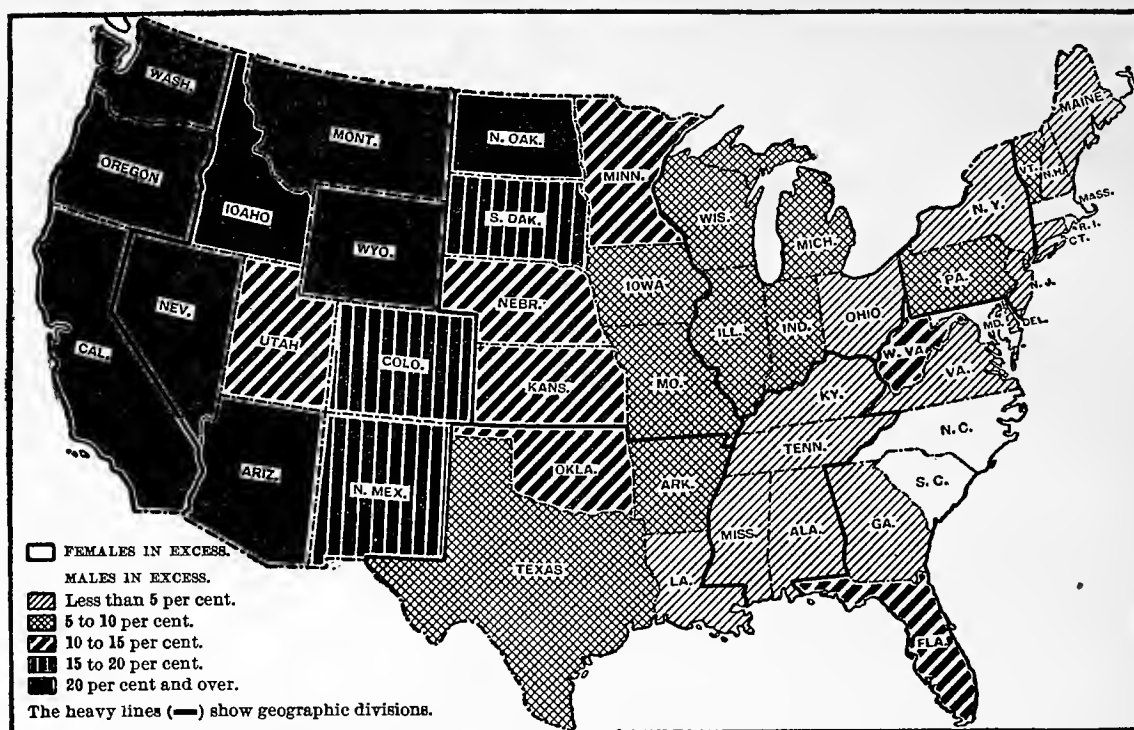 WASH.
MONT.
N. OAK.
MINN.
MAINE
OREGON
IOAHO
S. DAK.
WIS.
VT.
N.H.
N. Y.
MASS.
WYO.
MICH.
R. I.
CT.
NEV.
NEBR.
IOWA
PA.
N. J.
CAL.
UTAH
COLO.
KANS.
ILL.
IND.
OHIO
W. VA.
MD.
DEL.
MO.
KY.
VA.
ARIZ.
N. MEX.
OKLA.
ARK.
TENN.
N. C.
S. C.
TEXAS
LA.
MISS.
ALA.
GA.
FLA.
FEMALES IN EXCESS.
MALES IN EXCESS.
Less than 5 per cent.
5 to 10 per cent.
10 to 15 per cent.
15 to 20 per cent.
20 per cent and over.
The heavy lines (━) show geographic divisions.